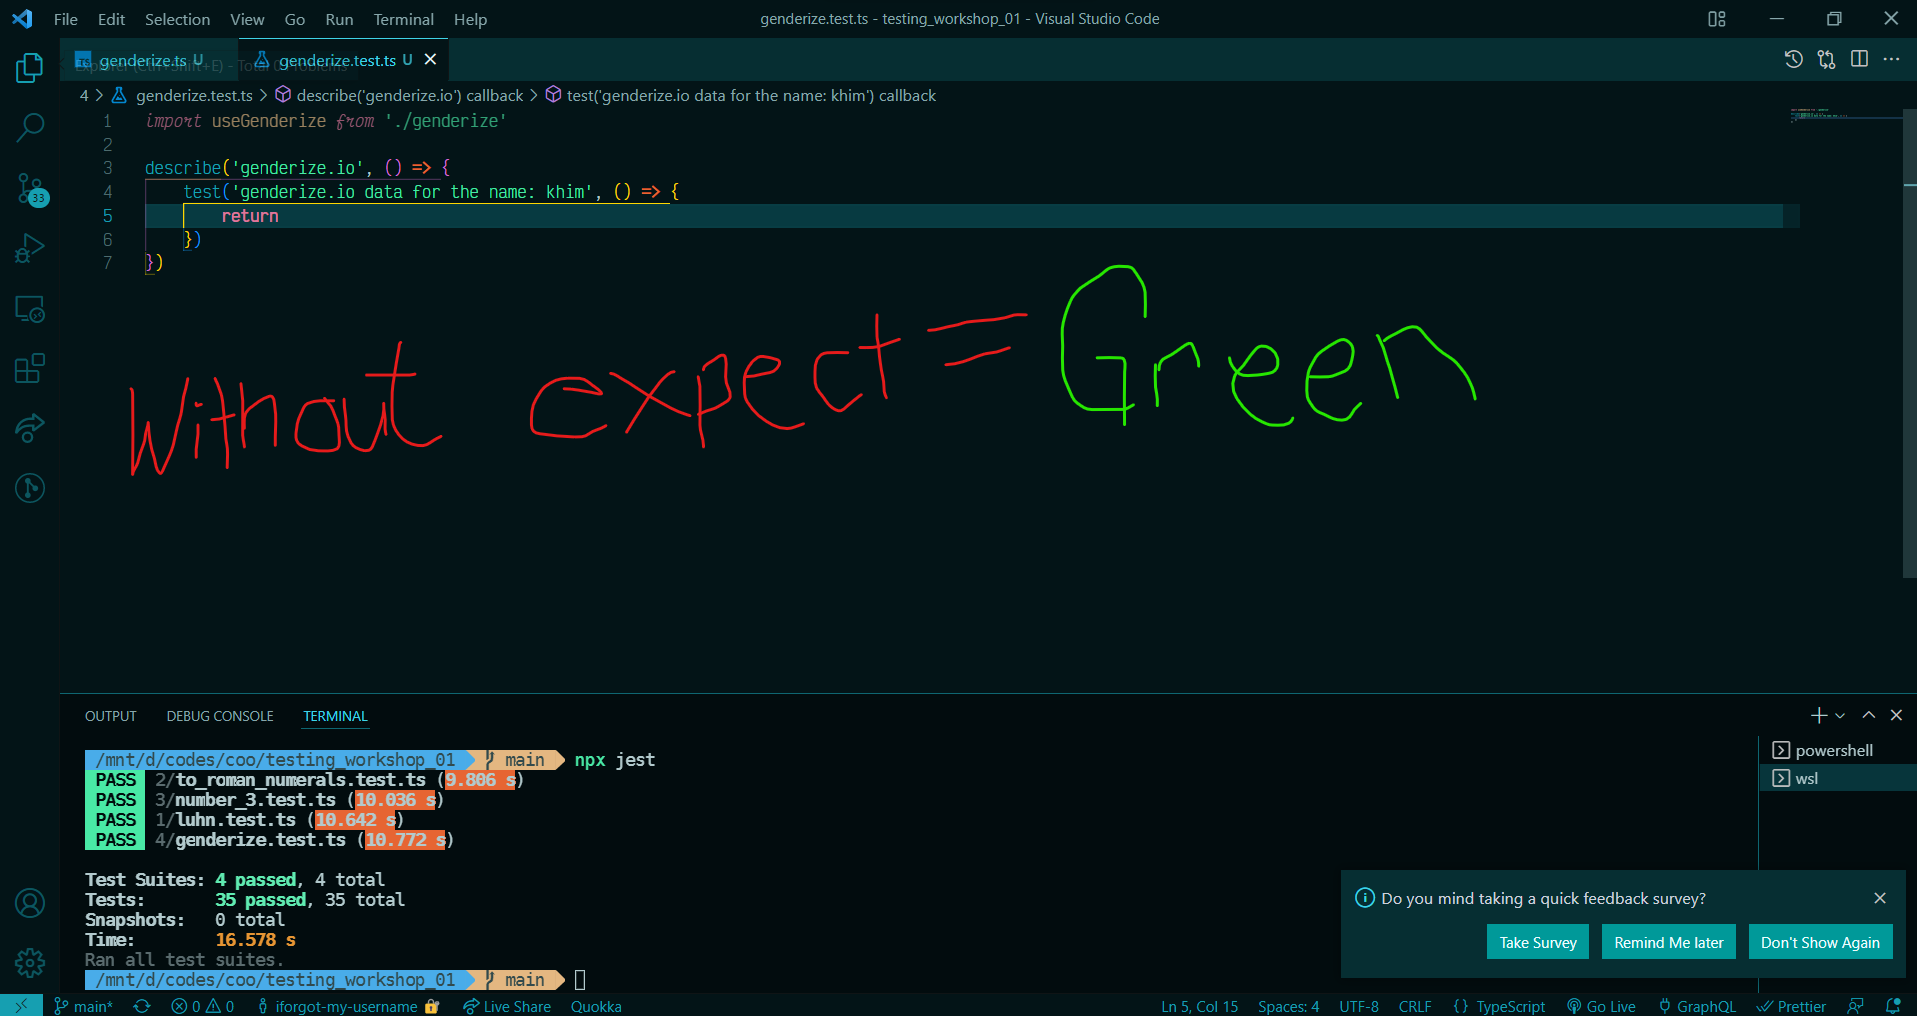 File Edit Selection View Go Run Terminal Help
genderize.test.ts - testing_workshop_01 - Visual Studio Code
genderize.ts U genderize.test.ts U
Explorer (Ctrl+Shift+E) - Total 0 Problems
4 > genderize.test.ts > describe('genderize.io') callback > test('genderize.io data for the name: khim') callback
1 import useGenderize from './genderize'
2
3 describe('genderize.io', () => {
4 test('genderize.io data for the name: khim', () => {
5 return
6 })
7 })
33
Without expect = Green
OUTPUT DEBUG CONSOLE TERMINAL
/mnt/d/codes/coo/testing_workshop_01 main npx jest
PASS 2/to_roman_numerals.test.ts (9.806 s)
PASS 3/number_3.test.ts (10.036 s)
PASS 1/luhn.test.ts (10.642 s)
PASS 4/genderize.test.ts (10.772 s)
Test Suites: 4 passed, 4 total
Tests: 35 passed, 35 total
Snapshots: 0 total
Time: 16.578 s
Ran all test suites.
/mnt/d/codes/coo/testing_workshop_01 main
powershell
wsl
Do you mind taking a quick feedback survey?
Take Survey Remind Me later Don't Show Again
main* 0 0 iforgot-my-username Live Share Quokka Ln 5, Col 15 Spaces: 4 UTF-8 CRLF {} TypeScript Go Live GraphQL Prettier